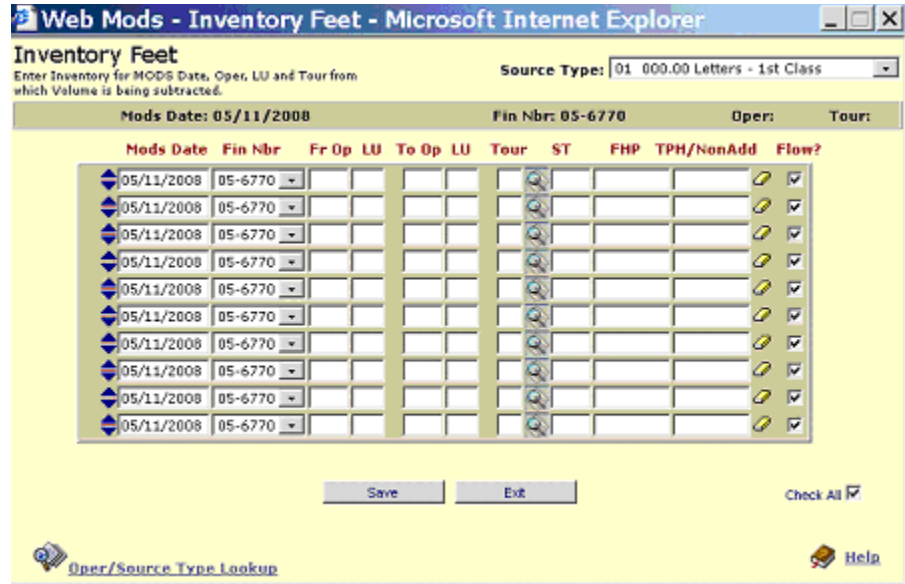 Web Mods - Inventory Feet - Microsoft Internet Explorer
Inventory Feet
Enter Inventory for MODS Date, Oper, LU and Tour from
which Volume is being subtracted.
Source Type: 01 000.00 Letters - 1st Class
Mods Date: 05/11/2008 Fin Nbr: 05-6770 Oper: Tour:
Mods Date Fin Nbr Fr Op LU To Op LU Tour ST FHP TPH/NonAdd Flow?
05/11/2008 05-6770
05/11/2008 05-6770
05/11/2008 05-6770
05/11/2008 05-6770
05/11/2008 05-6770
05/11/2008 05-6770
05/11/2008 05-6770
05/11/2008 05-6770
05/11/2008 05-6770
05/11/2008 05-6770
Save Exit Check All
Oper/Source Type Lookup Help